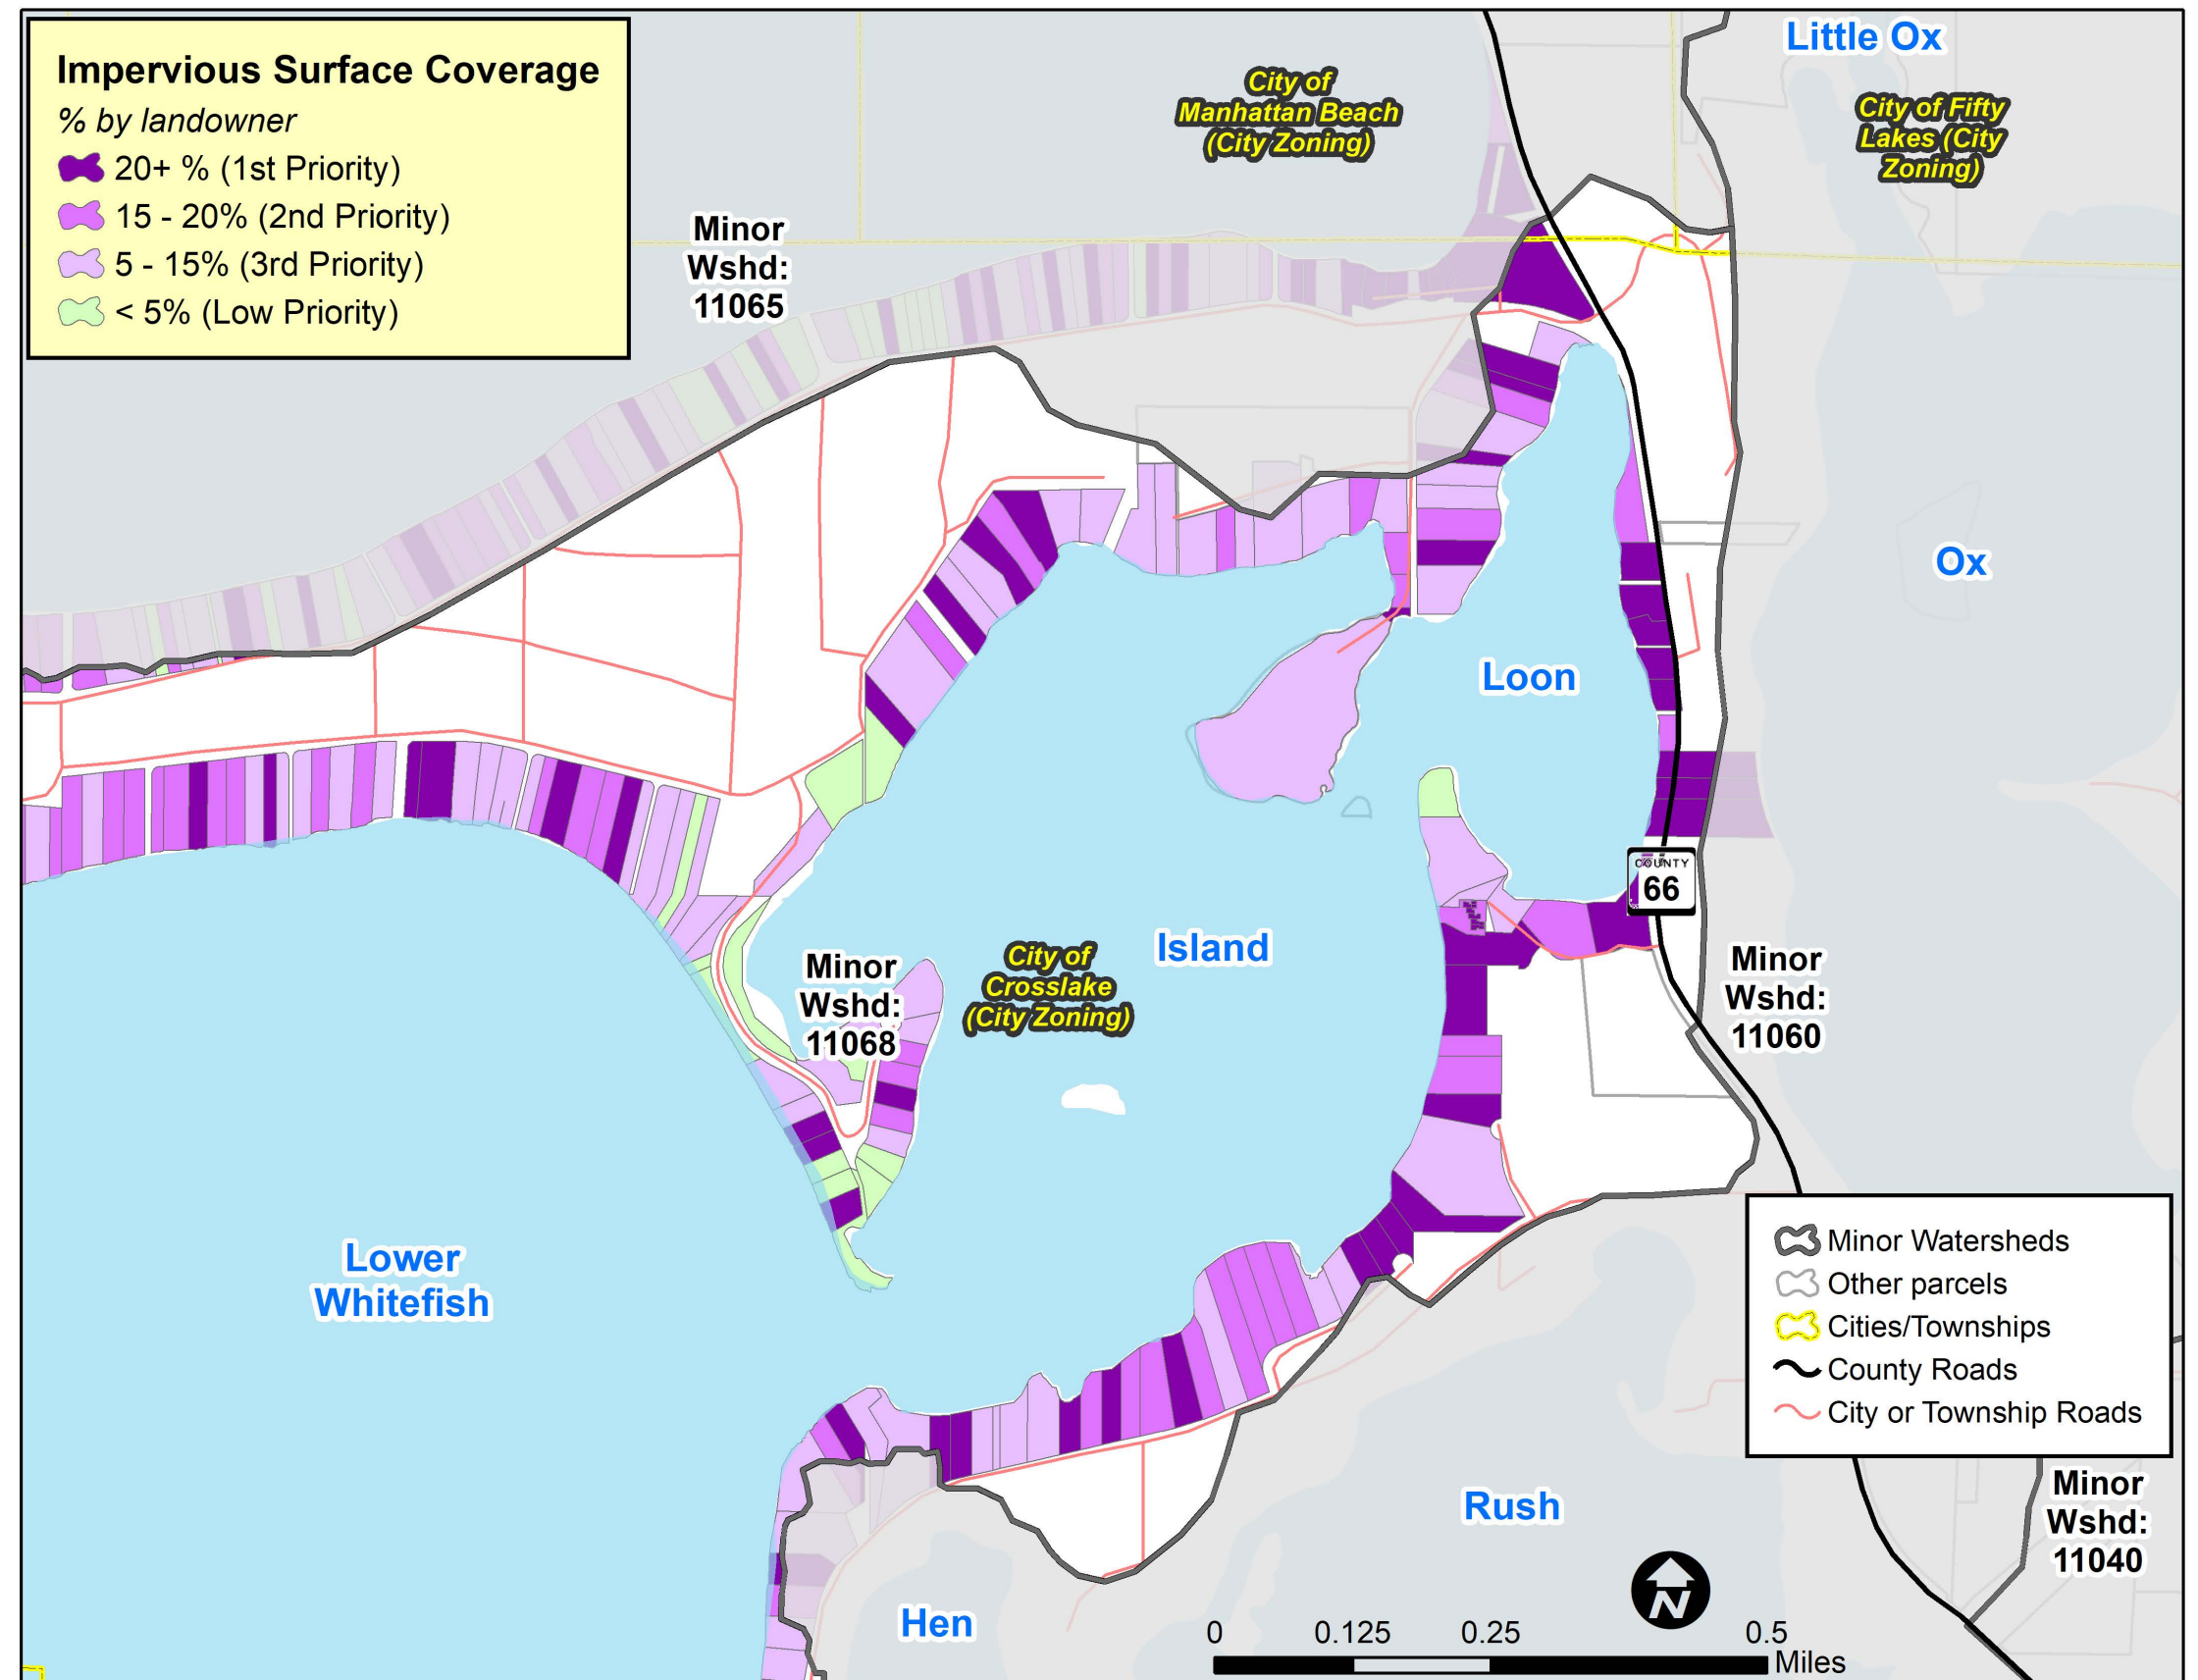 Impervious Surface Coverage
% by landowner
20+ % (1st Priority)
15 - 20% (2nd Priority)
5 - 15% (3rd Priority)
< 5% (Low Priority)
Little Ox
City of
Manhattan Beach
(City Zoning)
City of Fifty
Lakes (City
Zoning)
Minor
Wshd:
11065
Ox
Loon
COUNTY
66
Island
City of
Crosslake
(City Zoning)
Minor
Wshd:
11068
Minor
Wshd:
11060
Lower
Whitefish
Minor Watersheds
Other parcels
Cities/Townships
County Roads
City or Township Roads
Rush
Minor
Wshd:
11040
Hen
N
0 0.125 0.25 0.5
Miles